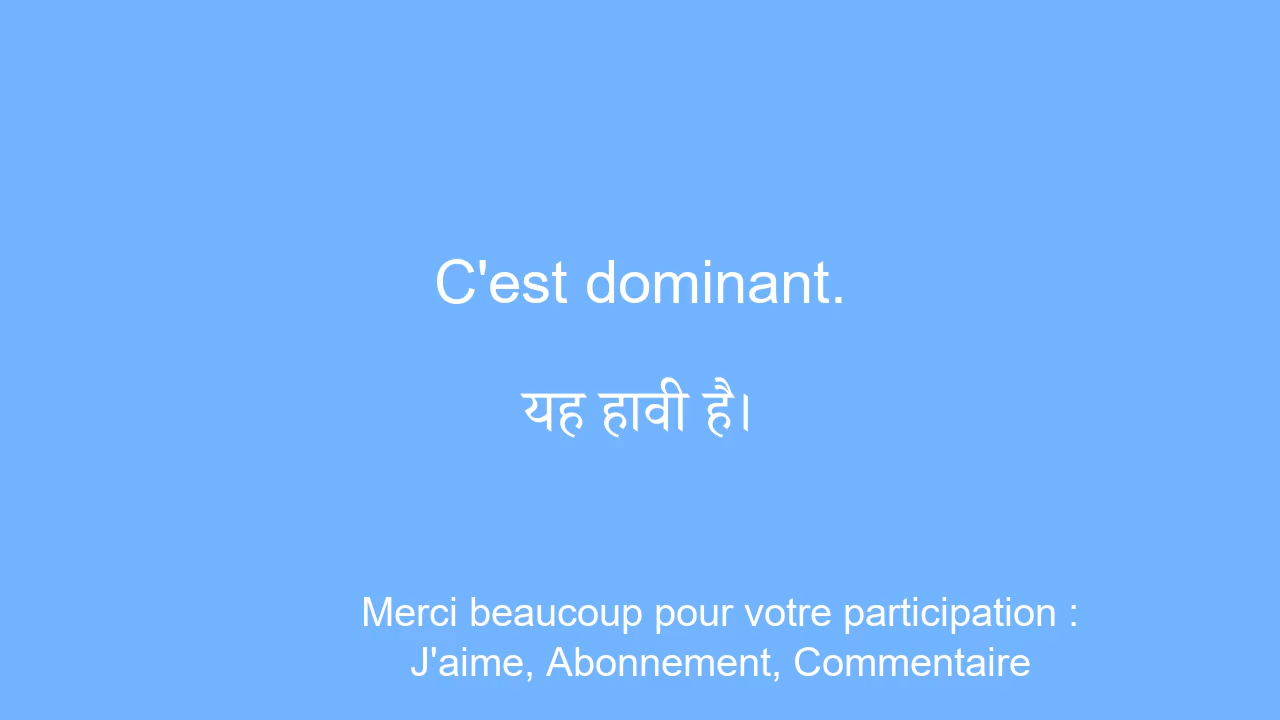 C'est dominant.
यह हावी है।
Merci beaucoup pour votre participation :
J'aime, Abonnement, Commentaire